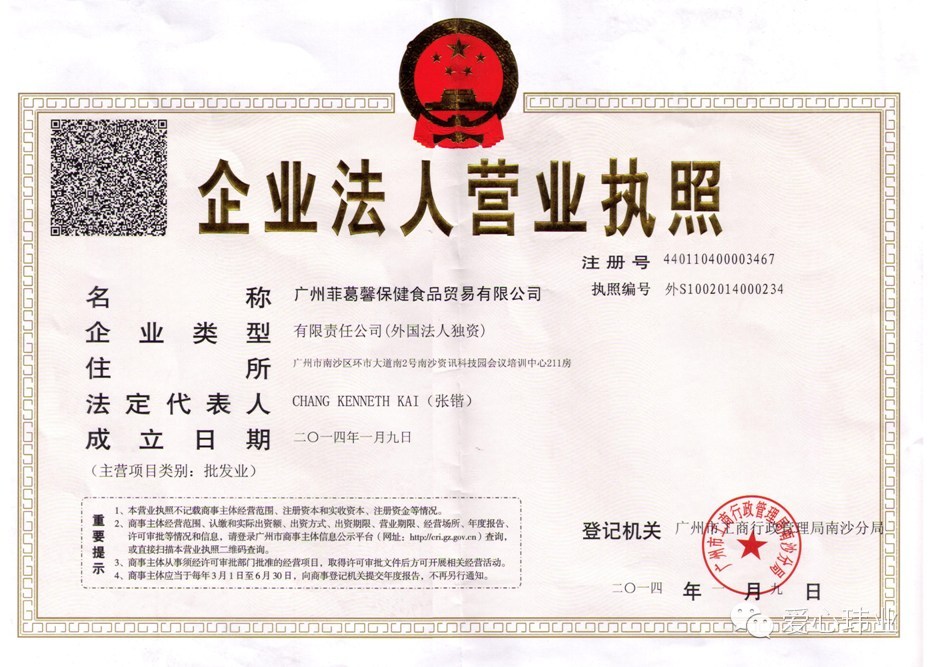 企业法人营业执照
注册号 440110400003467
执照编号 外S1002014000234
名称 广州菲葛馨保健食品贸易有限公司
企业类型 有限责任公司(外国法人独资)
住所 广州市南沙区环市大道南2号南沙资讯科技园会议培训中心211房
法定代表人 CHANG KENNETH KAI（张锴）
成立日期 二〇一四年一月九日
（主营项目类别：批发业）
重要提示
1、本营业执照不记载商事主体经营范围、注册资本和实收资本、注册资金等情况。
2、商事主体经营范围、认缴和实际出资额、出资方式、出资期限、营业期限、经营场所、年度报告、
许可审批等情况和信息，请登录广州市商事主体信息公示平台（网址：http://cri.gz.gov.cn）查询，
或直接扫描本营业执照二维码查询。
3、商事主体从事须经许可审批部门批准的经营项目，取得许可审批文件后方可开展相关经营活动。
4、商事主体应当于每年3月1日至6月30日，向商事登记机关提交年度报告，不再另行通知。
登记机关 广州市工商行政管理局南沙分局
广州市工商行政管理局南沙分局
二〇一四 年 一 月 九 日
爱心玮业